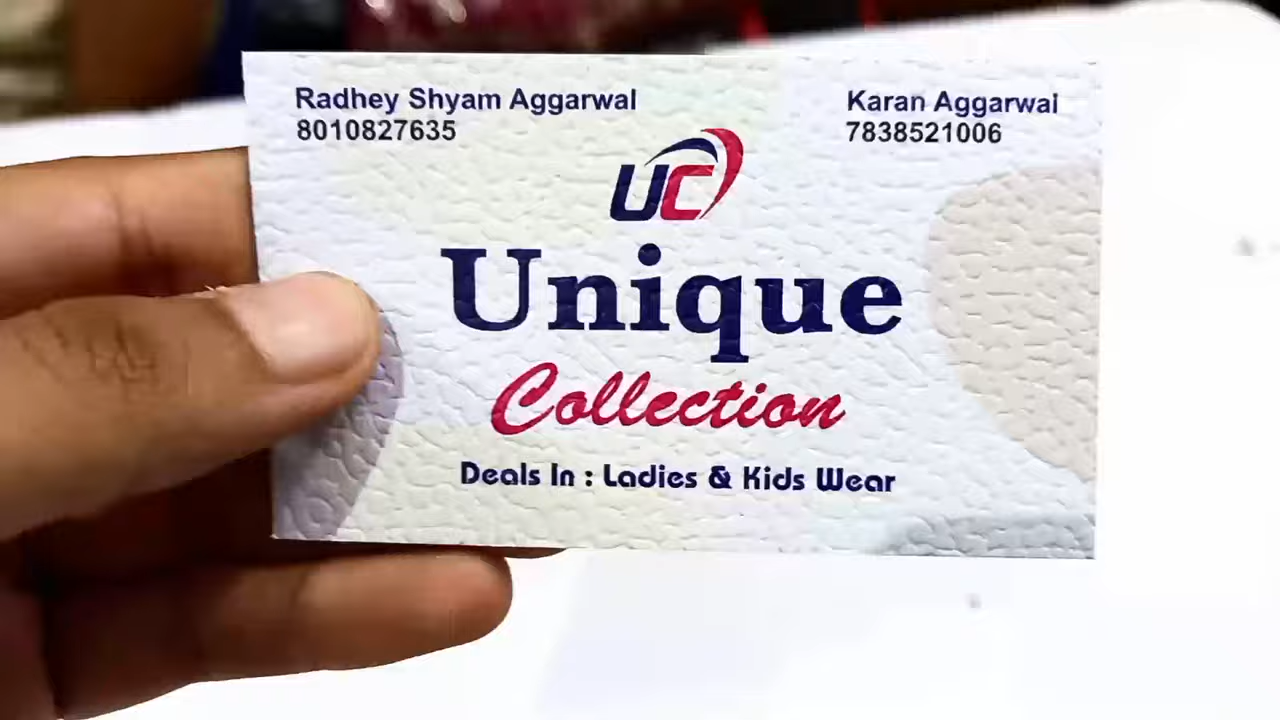 Radhey Shyam Aggarwal
8010827635
Karan Aggarwal
7838521006
UC
Unique
Collection
Deals In : Ladies & Kids Wear